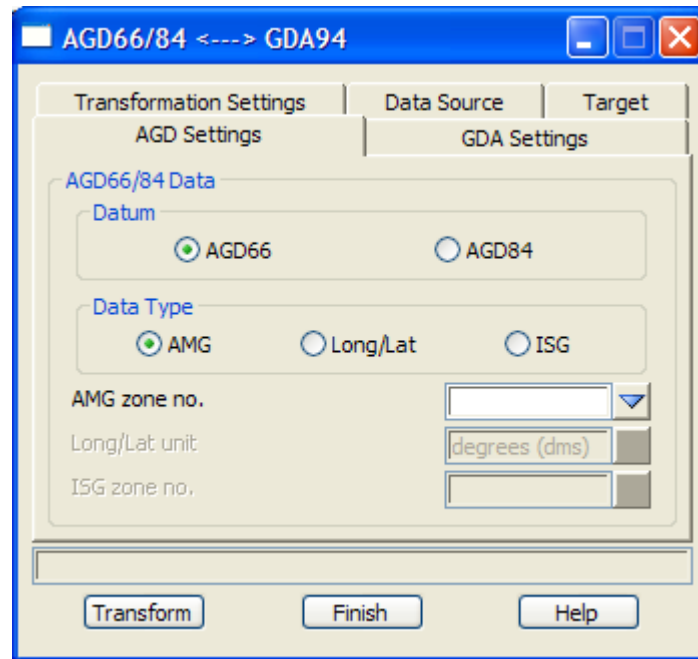 AGD66/84 <---> GDA94
Transformation Settings Data Source Target
AGD Settings GDA Settings
AGD66/84 Data
Datum
AGD66 AGD84
Data Type
AMG Long/Lat ISG
AMG zone no.
Long/Lat unit degrees (dms)
ISG zone no.
Transform Finish Help